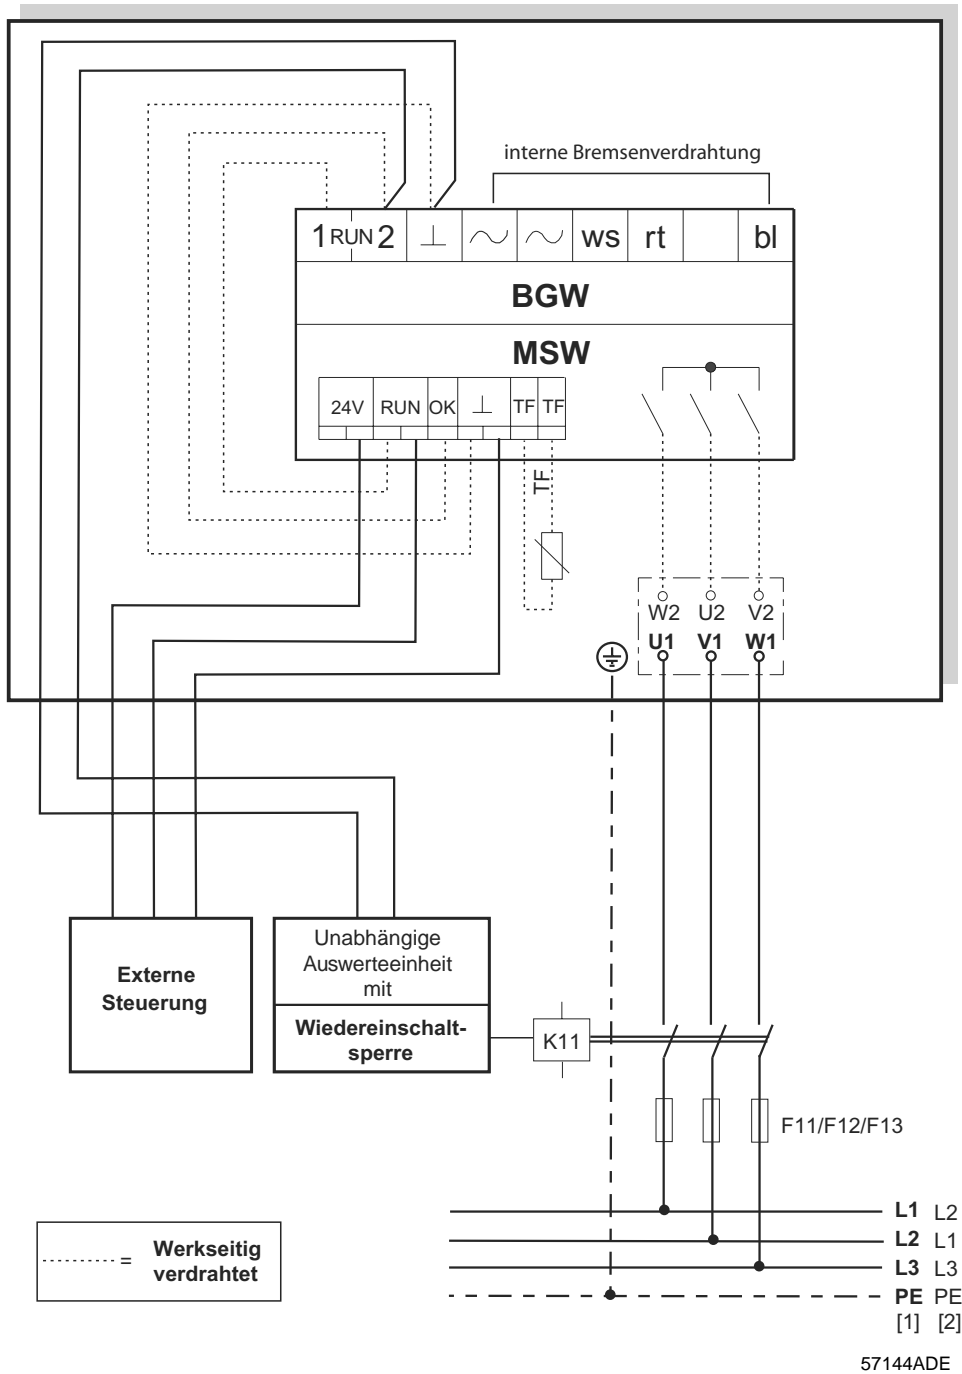 interne Bremsenverdrahtung
1 RUN 2 ⊥ ws rt bl
BGW
MSW
24V RUN OK ⊥ TF TF
TF
W2 U2 V2
U1 V1 W1
Externe
Steuerung
Unabhängige
Auswerteeinheit
mit
Wiedereinschalt-
sperre
K11
F11/F12/F13
= Werkseitig
verdrahtet
L1 L2
L2 L1
L3 L3
PE PE
[1] [2]
57144ADE